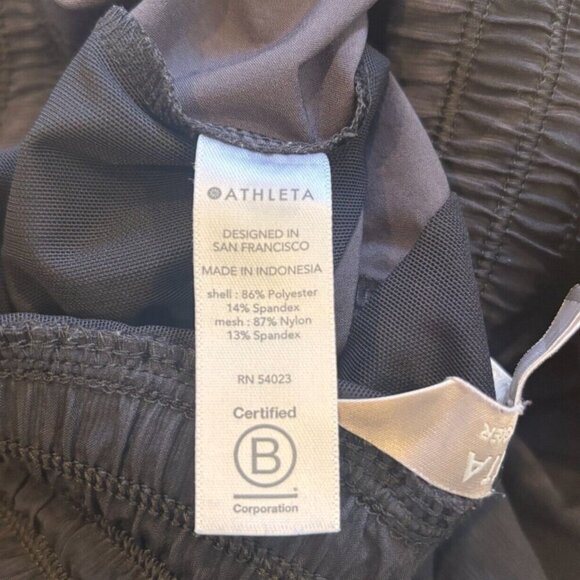 ATHLETA
DESIGNED IN
SAN FRANCISCO
MADE IN INDONESIA
shell : 86% Polyester
14% Spandex
mesh : 87% Nylon
13% Spandex
RN 54023
Certified
B
Corporation